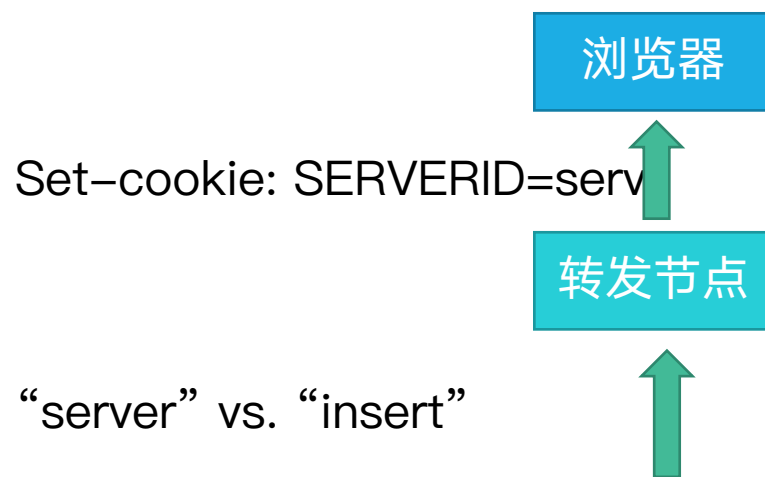 浏览器
Set-cookie: SERVERID=serv
转发节点
“server” vs. “insert”